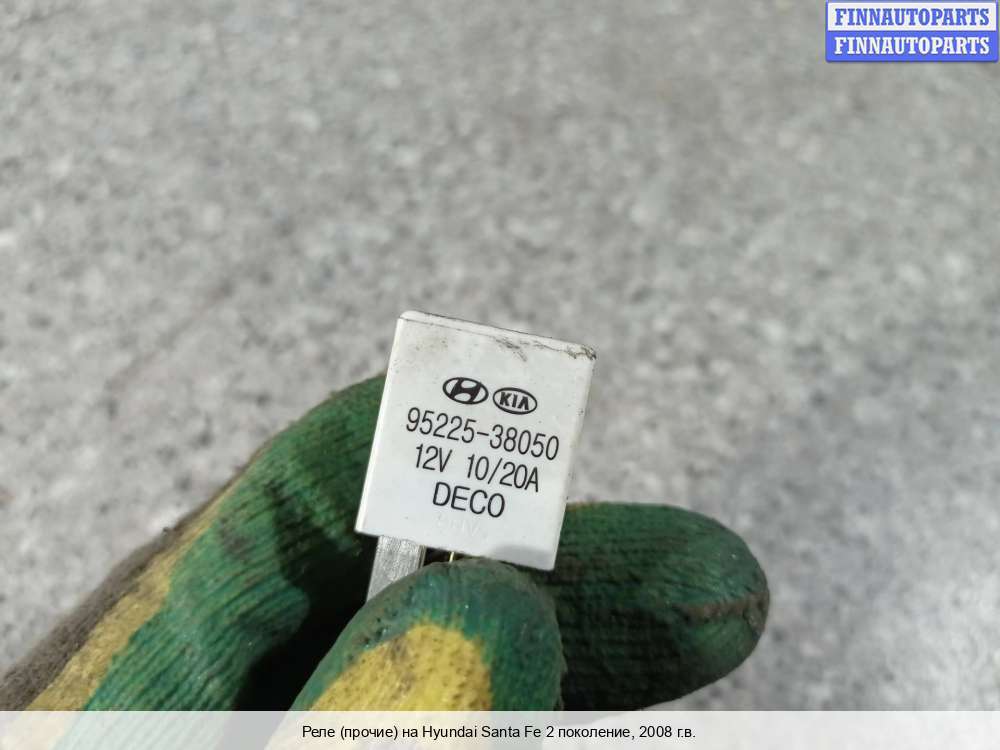 FINNAUTOPARTS
FINNAUTOPARTS
KIA
95225-38050
12V 10/20A
DECO
Реле (прочие) на Hyundai Santa Fe 2 поколение, 2008 г.в.